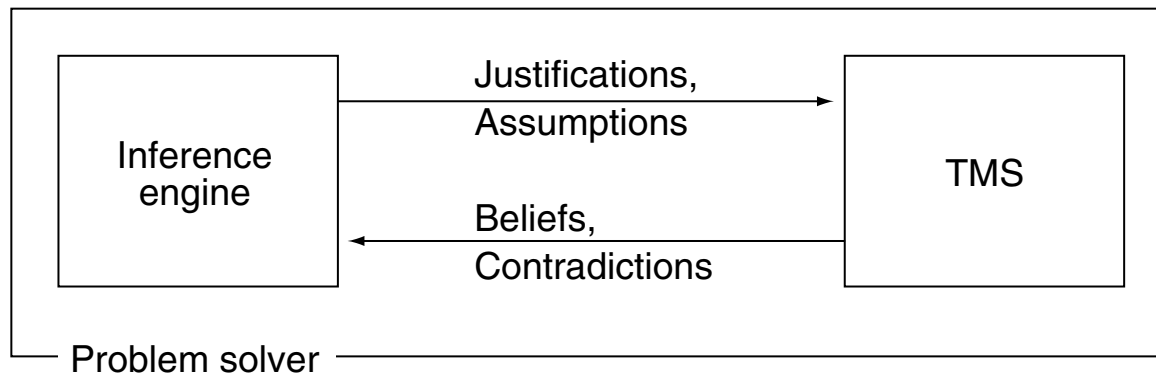 Justifications,
Assumptions
Inference
engine
TMS
Beliefs,
Contradictions
Problem solver